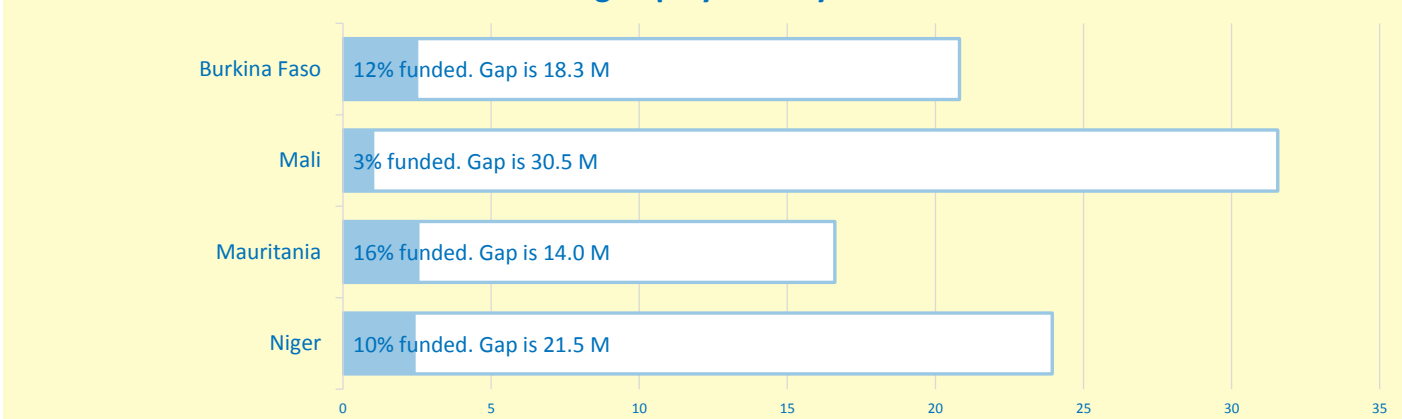 Burkina Faso
12% funded. Gap is 18.3 M
Mali
3% funded. Gap is 30.5 M
Mauritania
16% funded. Gap is 14.0 M
Niger
10% funded. Gap is 21.5 M
0 5 10 15 20 25 30 35